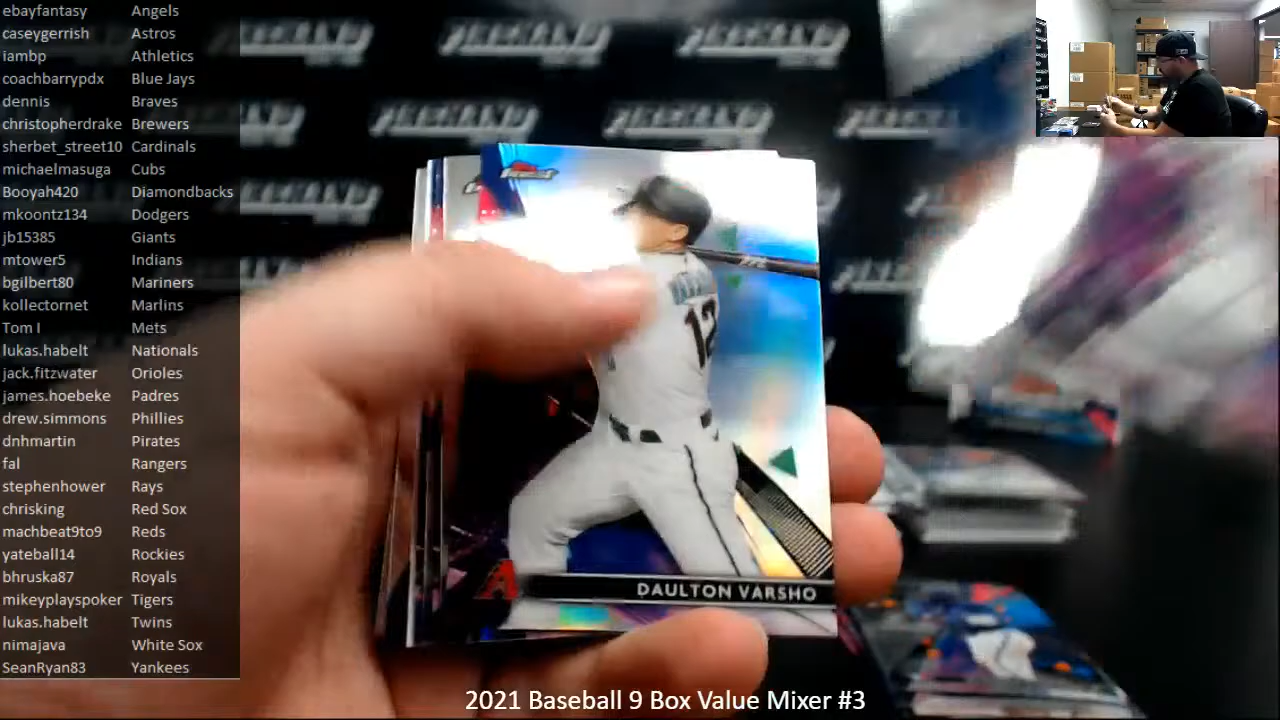 ebayfantasy Angels
caseygerrish Astros
iambp Athletics
coachbarrypdx Blue Jays
dennis Braves
christopherdrake Brewers
sherbet_street10 Cardinals
michaelmasuga Cubs
Booyah420 Diamondbacks
mkoontz134 Dodgers
jb15385 Giants
mtower5 Indians
bgilbert80 Mariners
kollectornet Marlins
Tom I Mets
lukas.habelt Nationals
jack.fitzwater Orioles
james.hoebeke Padres
drew.simmons Phillies
dnhmartin Pirates
fal Rangers
stephenhower Rays
chrisking Red Sox
machbeat9to9 Reds
yateball14 Rockies
bhruska87 Royals
mikeyplayspoker Tigers
lukas.habelt Twins
nimajava White Sox
SeanRyan83 Yankees
12
DAULTON VARSHO
2021 Baseball 9 Box Value Mixer #3